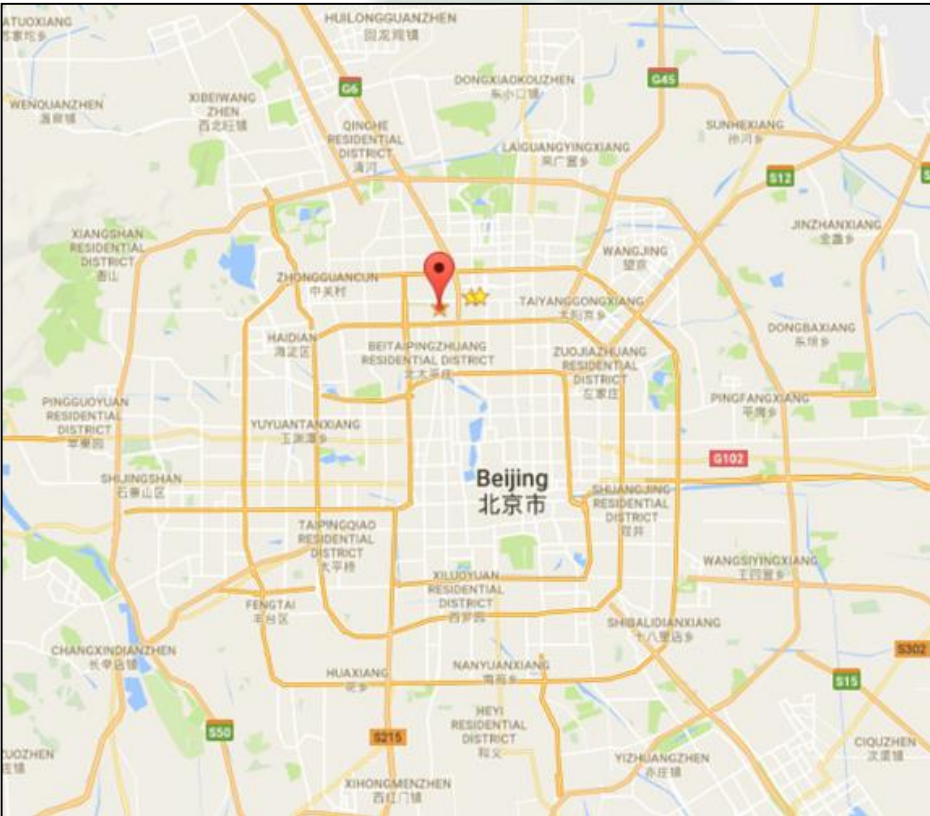 HUILONGGUANZHEN
回龙观镇
ATUOXIANG
苏家坨乡
G6
DONGXIAOKOUZHEN
东小口镇
G45
WENQUANZHEN
温泉镇
XIBEIWANG
ZHEN
西北旺镇
QINGHE
RESIDENTIAL
DISTRICT
清河
SUNHEXIANG
孙河乡
LAIGUANGYINGXIANG
来广营乡
S12
S
XIANGSHAN
RESIDENTIAL
DISTRICT
香山
JINZHANXIANG
金盏乡
WANGJING
望京
ZHONGGUANCUN
中关村
TAIYANGGONGXIANG
太阳宫乡
DONGBAXIANG
东坝乡
HAIDIAN
海淀区
BEITAIPINGZHUANG
RESIDENTIAL DISTRICT
北太平庄
ZUOJIAZHUANG
RESIDENTIAL
DISTRICT
左家庄
PINGGUOYUAN
RESIDENTIAL
DISTRICT
苹果园
PINGFANGXIANG
平房乡
YUYUANTANXIANG
玉渊潭乡
G102
SHIJINGSHAN
石景山区
Beijing
北京市
SHUANGJING
RESIDENTIAL
DISTRICT
双井
TAIPINGQIAO
RESIDENTIAL
DISTRICT
太平桥
WANGSIYINGXIANG
王四营乡
XILUOYUAN
RESIDENTIAL
DISTRICT
西罗园
FENGTAI
丰台区
SHIBALIDIANXIANG
十八里店乡
CHANGXINDIANZHEN
长辛店镇
S302
HUAXIANG
花乡
NANYUANXIANG
南苑乡
S15
HEYI
RESIDENTIAL
DISTRICT
和义
S50
S215
UOZHEN
店镇
YIZHUANGZHEN
亦庄镇
CIQUZHEN
次渠镇
XIHONGMENZHEN
西红门镇